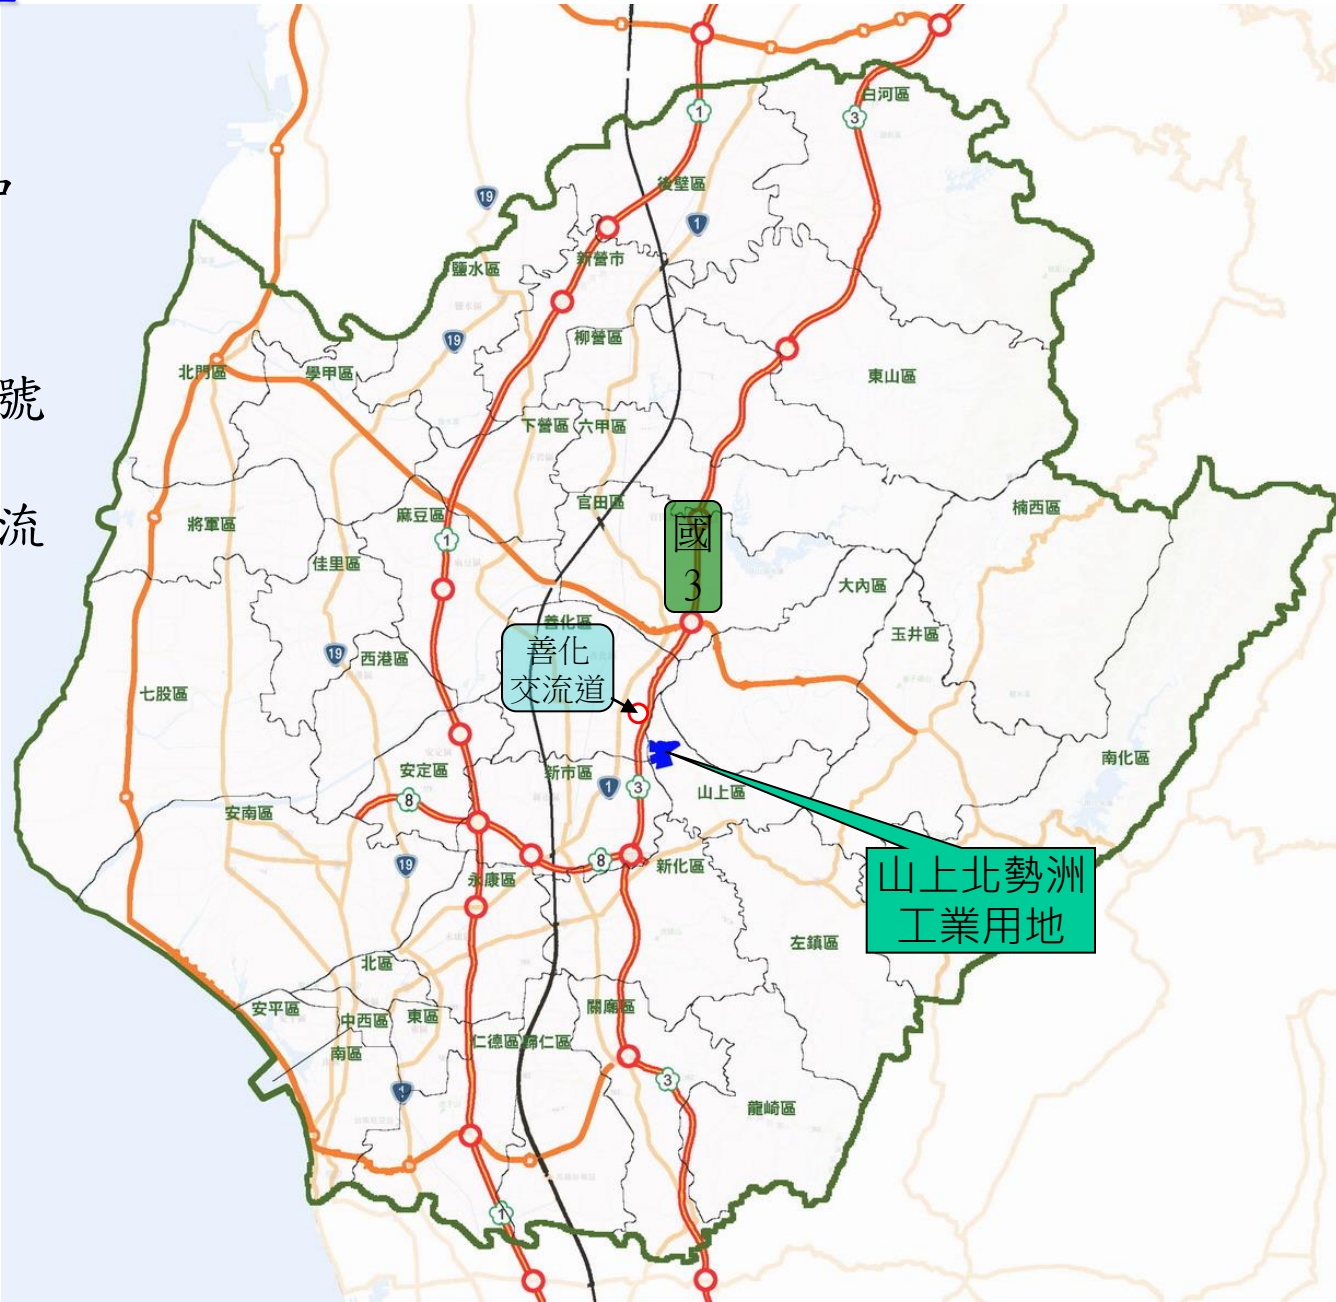 白河區
3
1
後壁區
19
1
新營市
鹽水區
19
柳營區
北門區
學甲區
東山區
號
下營區
六甲區
官田區
楠西區
麻豆區
將軍區
流
國
3
1
佳里區
大內區
善化區
玉井區
善化
交流道
19
西港區
七股區
南化區
安定區
新市區
1
3
山上區
8
安南區
19
8
新化區
永康區
山上北勢洲
工業用地
左鎮區
北區
安平區
中西區
東區
關廟區
仁德區
歸仁區
南區
3
1
龍崎區
1